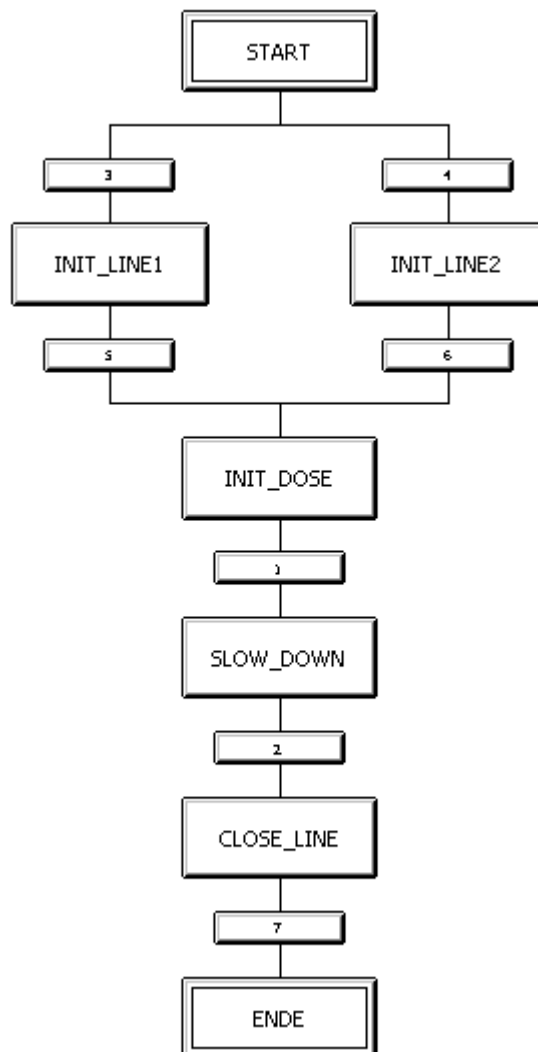 START
3
4
INIT_LINE1
INIT_LINE2
5
6
INIT_DOSE
1
SLOW_DOWN
2
CLOSE_LINE
7
ENDE